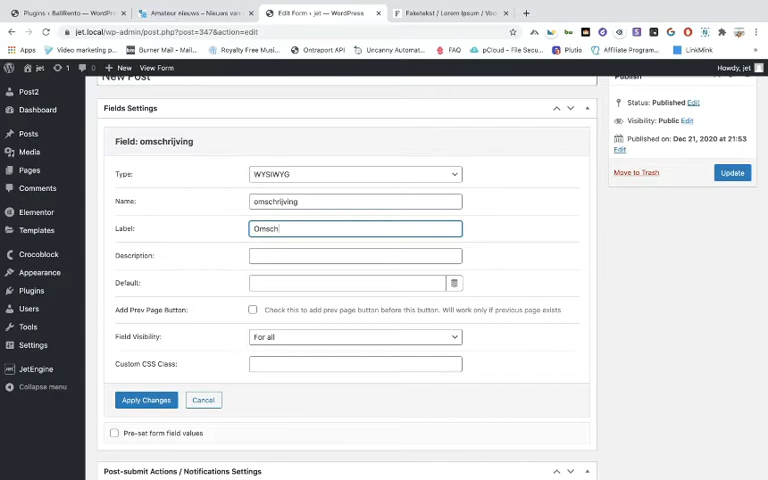 Plugins ‹ BaliRento — WordPr
Amateur nieuws – Nieuws van
Edit Form ‹ jet — WordPress
Faketekst / Lorem Ipsum / Voo
jet.local/wp-admin/post.php?post=347&action=edit
Apps
Video marketing p...
Burner Mail - Mail...
Royalty Free Musi...
Ontraport API
Uncanny Automat...
FAQ
pCloud - File Secu...
Plutio
Affiliate Program...
LinkMink
jet
1
0
New
View Form
Howdy, jet
Post2
Dashboard
Posts
Media
Pages
Comments
Elementor
Templates
Crocoblock
Appearance
Plugins
Users
Tools
Settings
JetEngine
Collapse menu
New Post
Fields Settings
Field: omschrijving
Type:
WYSIWYG
Name:
omschrijving
Label:
Omsch
Description:
Default:
Add Prev Page Button:
Check this to add prev page button before this button. Will work only if previous page exists
Field Visibility:
For all
Custom CSS Class:
Apply Changes
Cancel
Pre-set form field values
Post-submit Actions / Notifications Settings
Publish
Status: Published Edit
Visibility: Public Edit
Published on: Dec 21, 2020 at 21:53
Edit
Move to Trash
Update